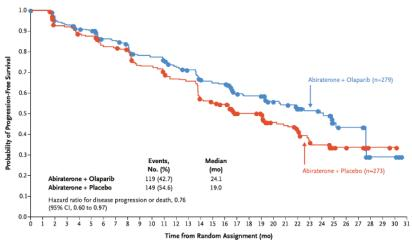 1.0
0.9
0.8
0.7
0.6
0.5
0.4
0.3
0.2
0.1
0.0
Probability of Progression-Free Survival
Abiraterone + Olaparib (n=279)
Abiraterone + Placebo (n=273)
Events, Median
No. (%) (mo)
Abiraterone + Olaparib 119 (42.7) 24.1
Abiraterone + Placebo 149 (54.6) 19.0
Hazard ratio for disease progression or death, 0.76
(95% CI, 0.60 to 0.97)
0 1 2 3 4 5 6 7 8 9 10 11 12 13 14 15 16 17 18 19 20 21 22 23 24 25 26 27 28 29 30 31
Time from Random Assignment (mo)